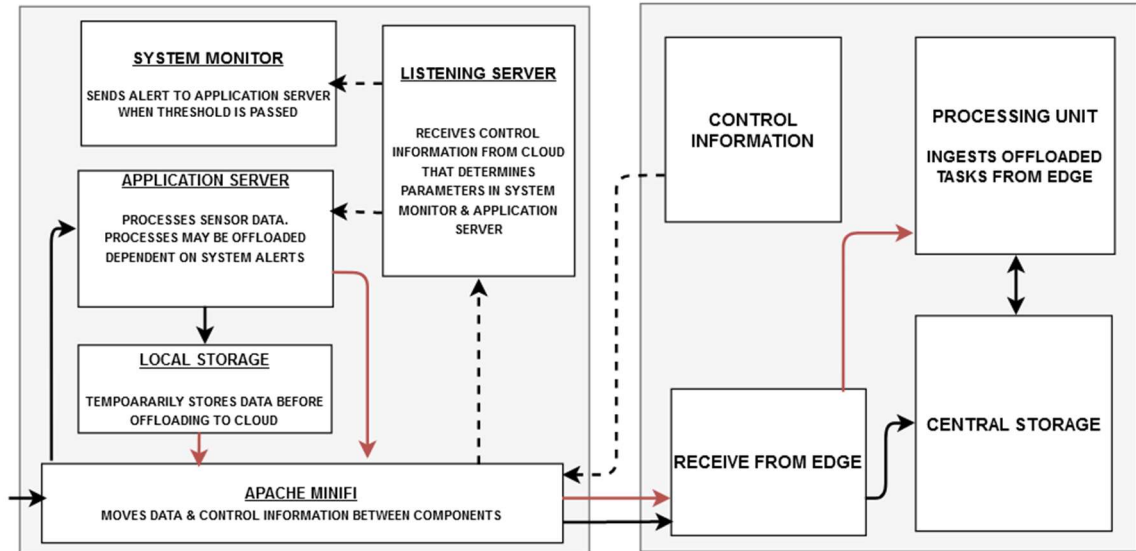 SYSTEM MONITOR
SENDS ALERT TO APPLICATION SERVER
WHEN THRESHOLD IS PASSED
LISTENING SERVER
RECEIVES CONTROL
INFORMATION FROM CLOUD
THAT DETERMINES
PARAMETERS IN SYSTEM
MONITOR & APPLICATION
SERVER
APPLICATION SERVER
PROCESSES SENSOR DATA.
PROCESSES MAY BE OFFLOADED
DEPENDENT ON SYSTEM ALERTS
LOCAL STORAGE
TEMPOARARILY STORES DATA BEFORE
OFFLOADING TO CLOUD
APACHE MINIFI
MOVES DATA & CONTROL INFORMATION BETWEEN COMPONENTS
CONTROL
INFORMATION
PROCESSING UNIT
INGESTS OFFLOADED
TASKS FROM EDGE
RECEIVE FROM EDGE
CENTRAL STORAGE